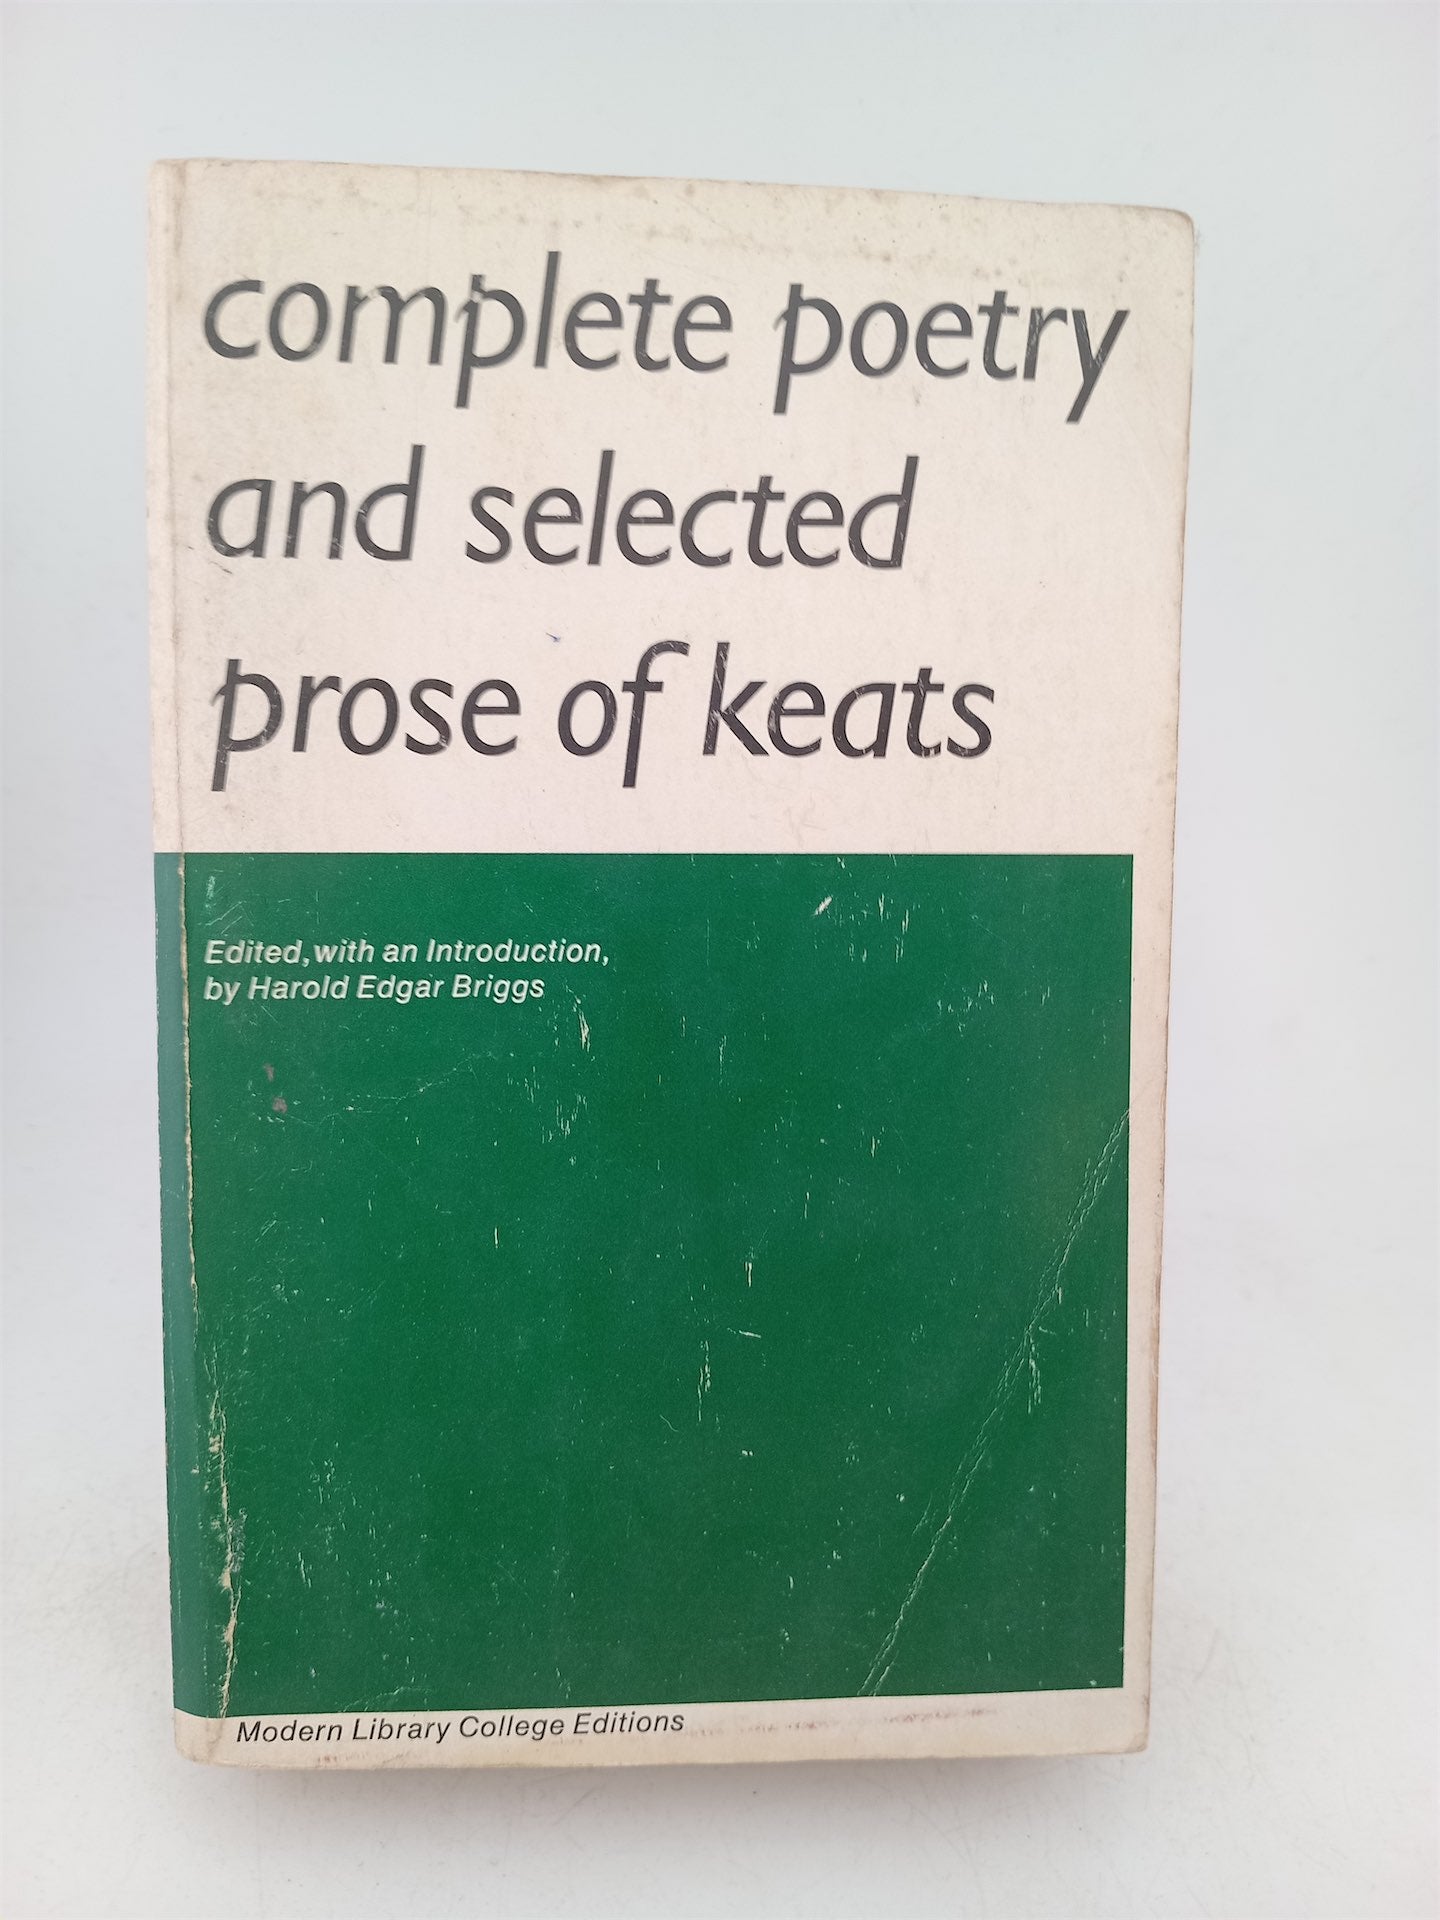 complete poetry
and selected
prose of keats
Edited, with an Introduction,
by Harold Edgar Briggs
Modern Library College Editions